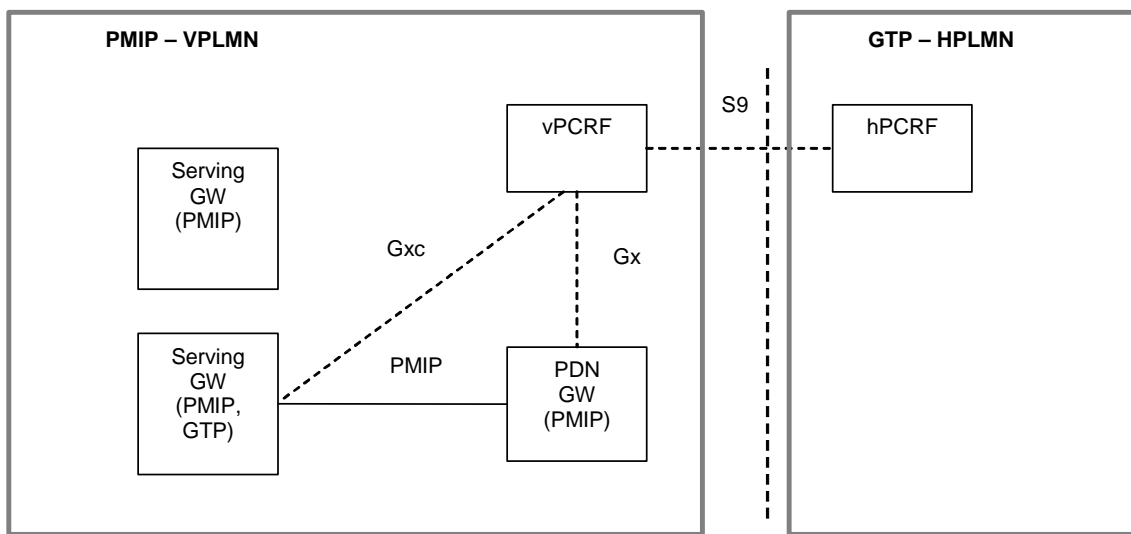 PMIP – VPLMN
GTP – HPLMN
S9
vPCRF
hPCRF
Serving
GW
(PMIP)
Gxc
Gx
Serving
GW
(PMIP,
GTP)
PMIP
PDN
GW
(PMIP)